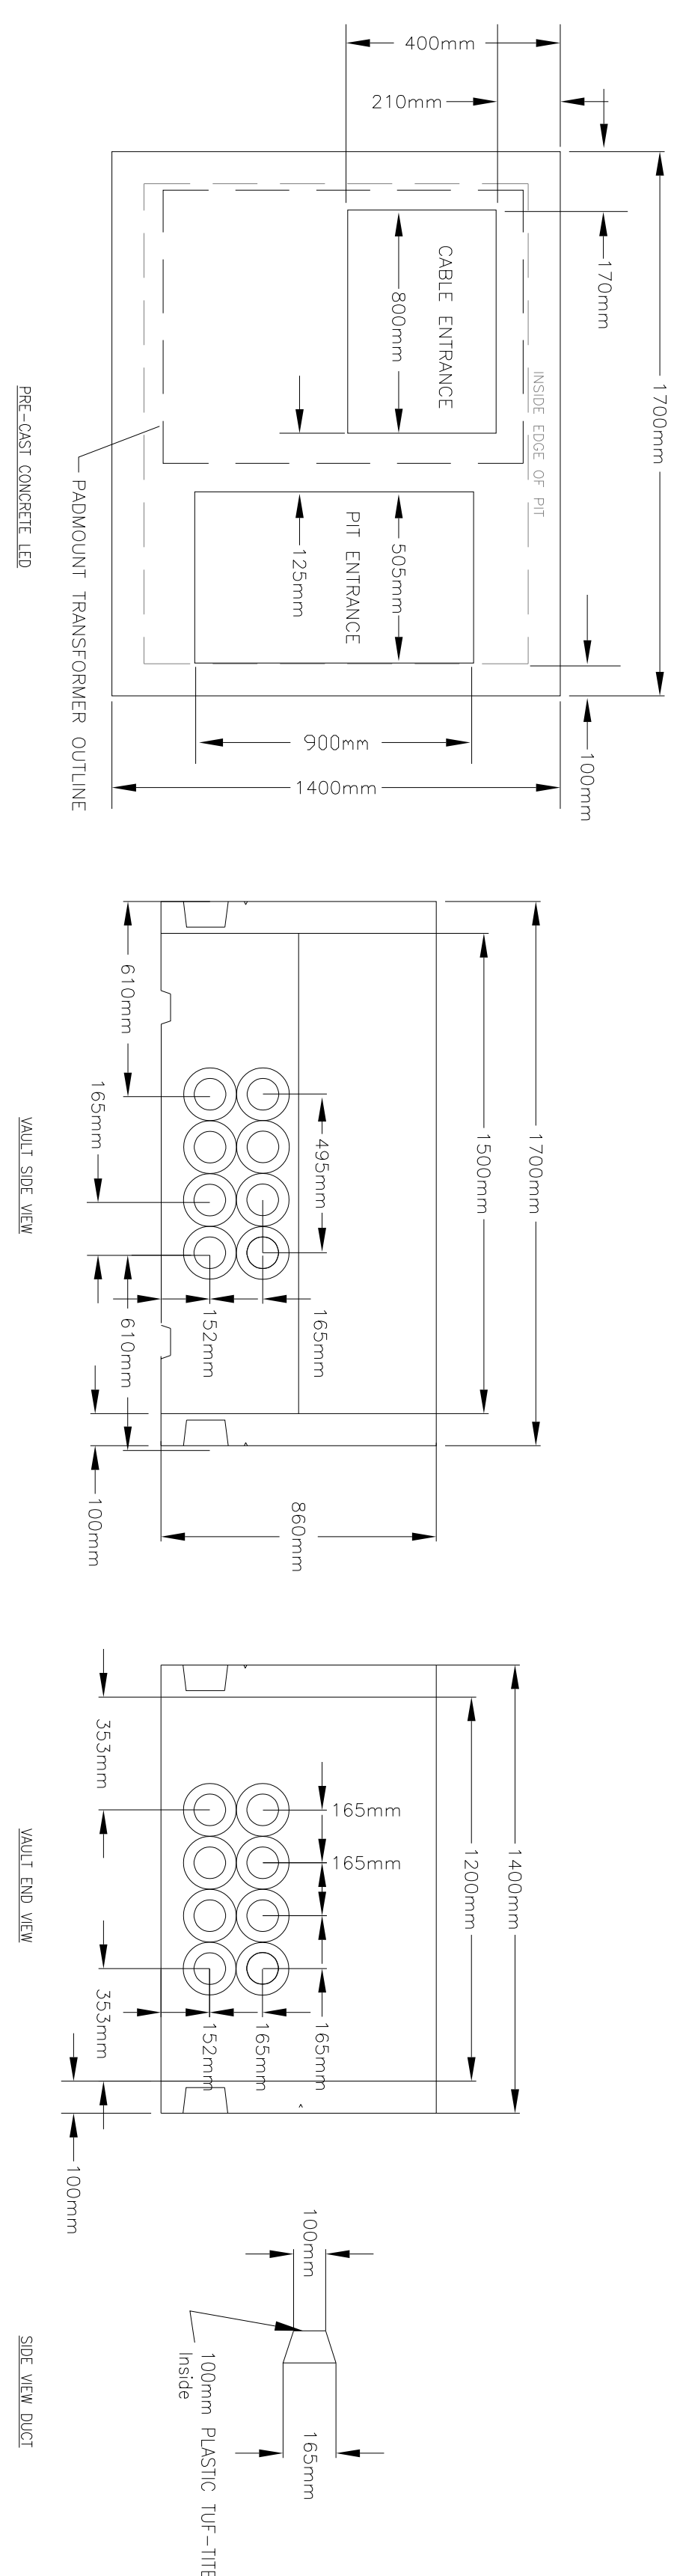 400mm
210mm
170mm
1700mm
CABLE ENTRANCE
800mm
INSIDE EDGE OF PIT
PIT ENTRANCE
505mm
125mm
900mm
1400mm
100mm
PADMOUNT TRANSFORMER OUTLINE
PRE-CAST CONCRETE LED
1700mm
1500mm
610mm
165mm
495mm
152mm
165mm
610mm
100mm
860mm
VAULT SIDE VIEW
1400mm
1200mm
353mm
165mm
165mm
165mm
165mm
152mm
353mm
100mm
VAULT END VIEW
100mm
165mm
100mm PLASTIC TUF-TITE
Inside
SIDE VIEW DUCT